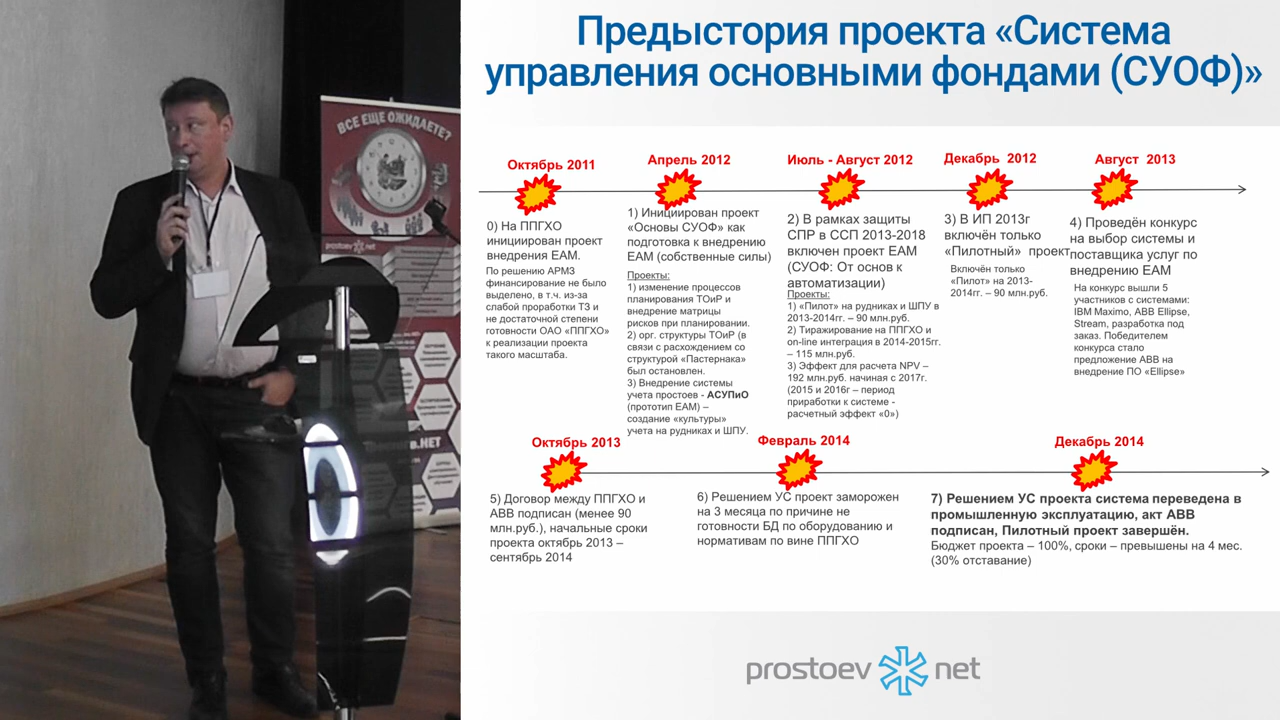 Предыстория проекта «Система
управления основными фондами (СУОФ)»
Октябрь 2011
0) На ППГХО
инициирован проект
внедрения ЕАМ.
По решению АРМЗ
финансирование не было
выделено, в т.ч. из-за
слабой проработки ТЗ и
не достаточной степени
готовности ОАО «ППГХО»
к реализации проекта
такого масштаба.
Апрель 2012
1) Инициирован проект
«Основы СУОФ» как
подготовка к внедрению
ЕАМ (собственные силы)
Проекты:
1) изменение процессов
планирования ТОиР и
внедрение матрицы
рисков при планировании.
2) орг. структуры ТОиР (в
связи с расхождением со
структурой «Пастернака»
был остановлен.
3) Внедрение системы
учета простоев - АСУПиО
(прототип ЕАМ) –
создание «культуры»
учета на рудниках и ШПУ.
Июль - Август 2012
2) В рамках защиты
СПР в ССП 2013-2018
включен проект ЕАМ
(СУОФ: От основ к
автоматизации)
Проекты:
1) «Пилот» на рудниках и ШПУ в
2013-2014гг. – 90 млн.руб.
2) Тиражирование на ППГХО и
on-line интеграция в 2014-2015гг.
– 115 млн.руб.
3) Эффект для расчета NPV –
192 млн.руб. начиная с 2017г.
(2015 и 2016г – период
приработки к системе -
расчетный эффект «0»)
Декабрь 2012
3) В ИП 2013г
включён только
«Пилотный» проект
Включён только
«Пилот» на 2013-
2014гг. – 90 млн.руб.
Август 2013
4) Проведён конкурс
на выбор системы и
поставщика услуг по
внедрению ЕАМ
На конкурс вышли 5
участников с системами:
IBM Maximo, ABB Ellipse,
Stream, разработка под
заказ. Победителем
конкурса стало
предложение АВВ на
внедрение ПО «Ellipse»
Октябрь 2013
5) Договор между ППГХО и
АВВ подписан (менее 90
млн.руб.), начальные сроки
проекта октябрь 2013 –
сентябрь 2014
Февраль 2014
6) Решением УС проект заморожен
на 3 месяца по причине не
готовности БД по оборудованию и
нормативам по вине ППГХО
Декабрь 2014
7) Решением УС проекта система переведена в
промышленную эксплуатацию, акт АВВ
подписан, Пилотный проект завершён.
Бюджет проекта – 100%, сроки – превышены на 4 мес.
(30% отставание)
prostoev net
ВСЕ ЕЩЕ ОЖИДАЕТЕ?
prostoev net
в.NET